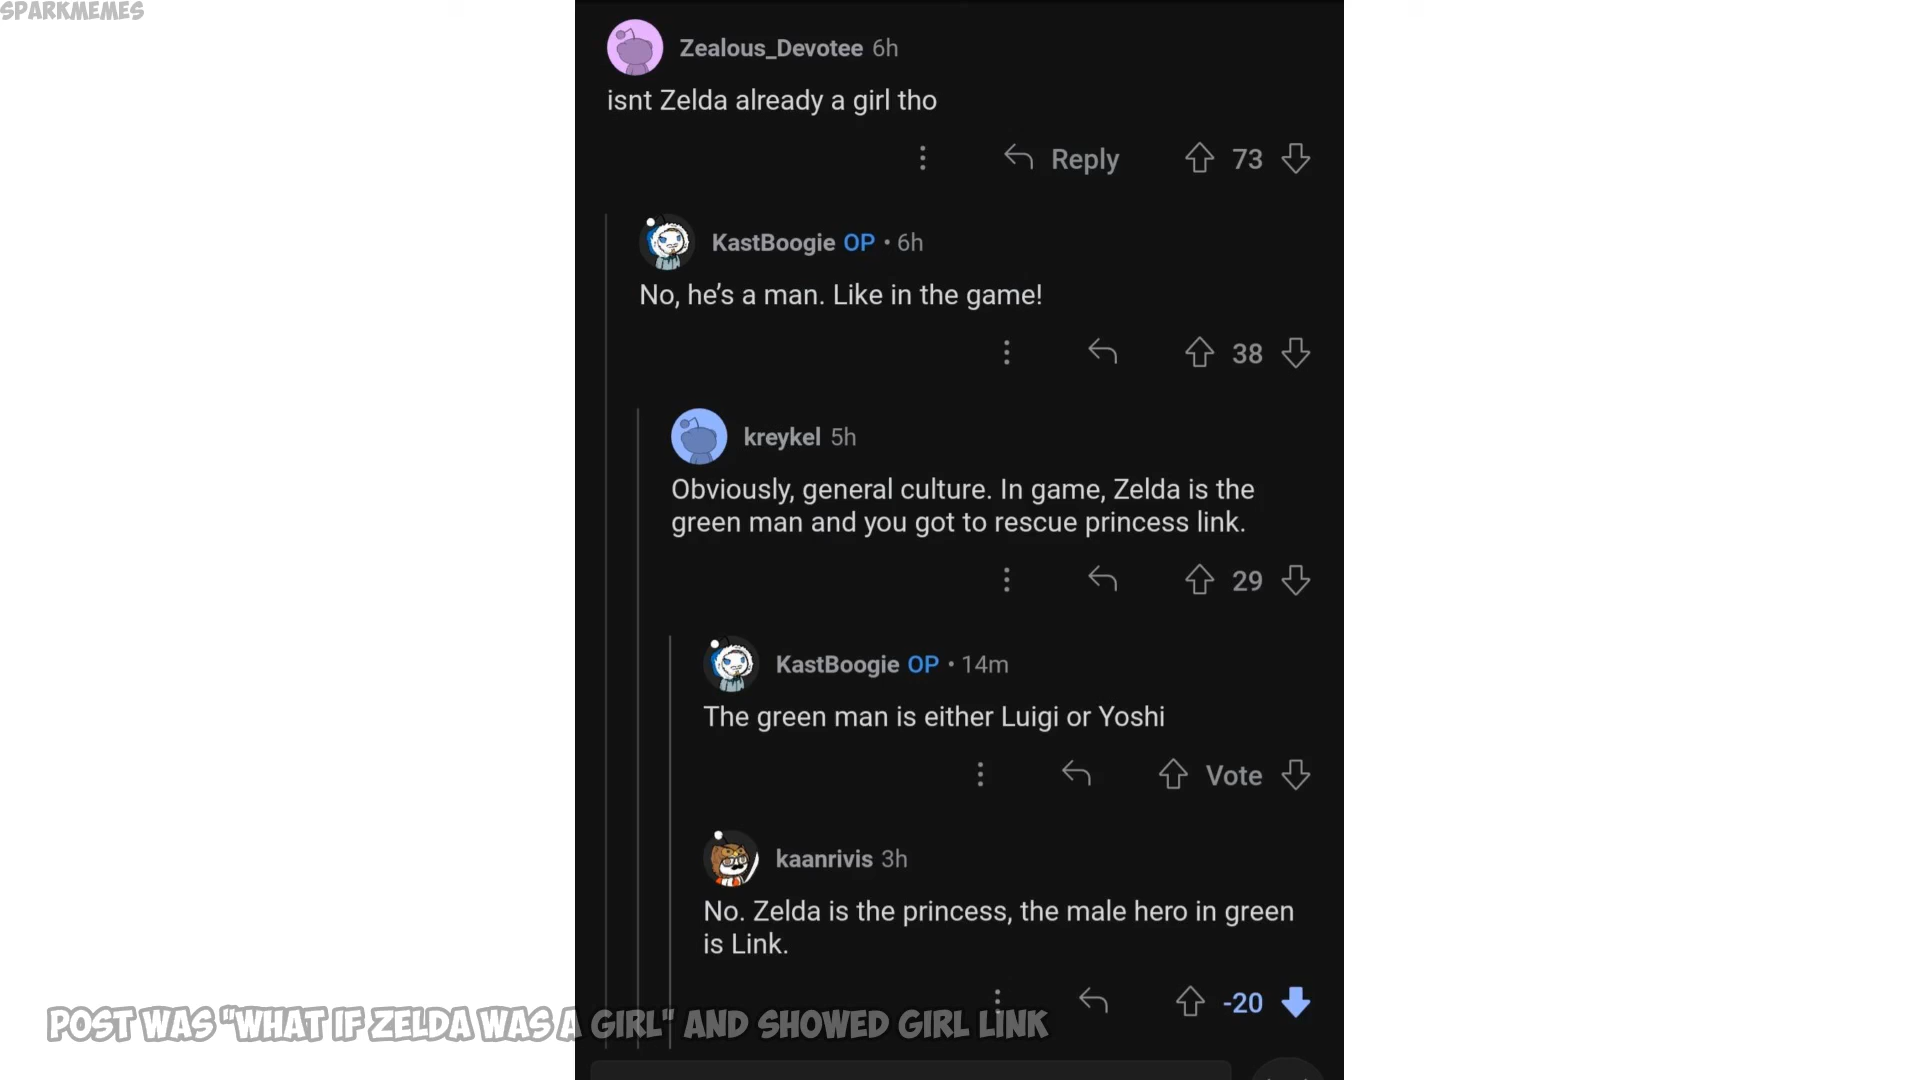 SPARKMEMES
Zealous_Devotee 6h
isnt Zelda already a girl tho
Reply 73
KastBoogie OP • 6h
No, he’s a man. Like in the game!
38
kreykel 5h
Obviously, general culture. In game, Zelda is the
green man and you got to rescue princess link.
29
KastBoogie OP • 14m
The green man is either Luigi or Yoshi
Vote
kaanrivis 3h
No. Zelda is the princess, the male hero in green
is Link.
-20
POST WAS "WHAT IF ZELDA WAS A GIRL" AND SHOWED GIRL LINK